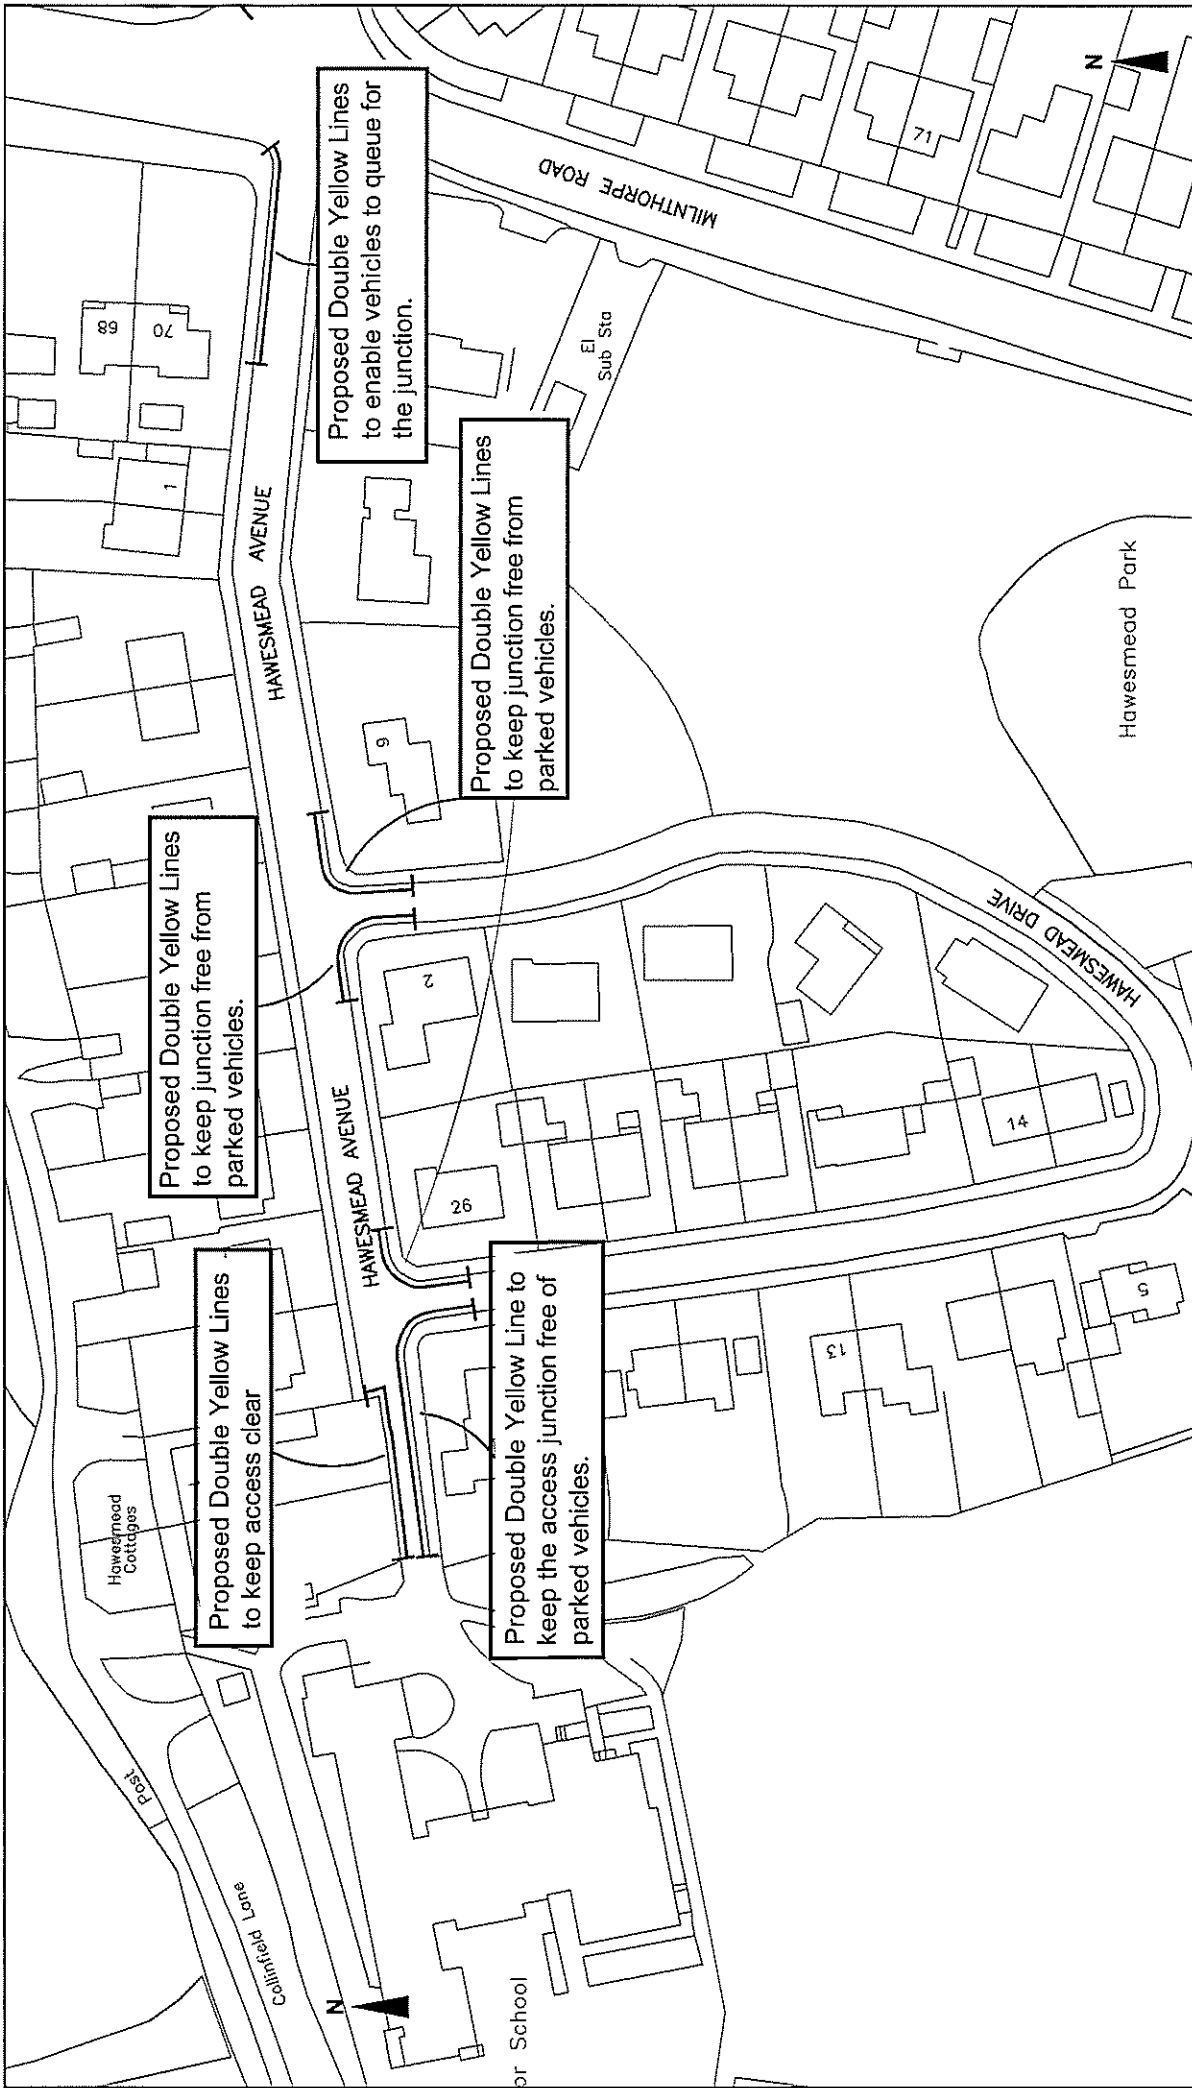 Proposed Double Yellow Lines
to enable vehicles to queue for
the junction.
Proposed Double Yellow Lines
to keep junction free from
parked vehicles.
Proposed Double Yellow Lines
to keep junction free from
parked vehicles.
Proposed Double Yellow Lines
to keep access clear
Proposed Double Yellow Line to
keep the access junction free of
parked vehicles.
HAWESMEAD AVENUE
HAWESMEAD AVENUE
HAWESMEAD DRIVE
MILNTHORPE ROAD
Hawesmead Park
El
Sub Sta
Hawesmead
Cottages
Post
Collinfield Lane
or School
68
70
1
71
9
2
26
14
13
5
N
N